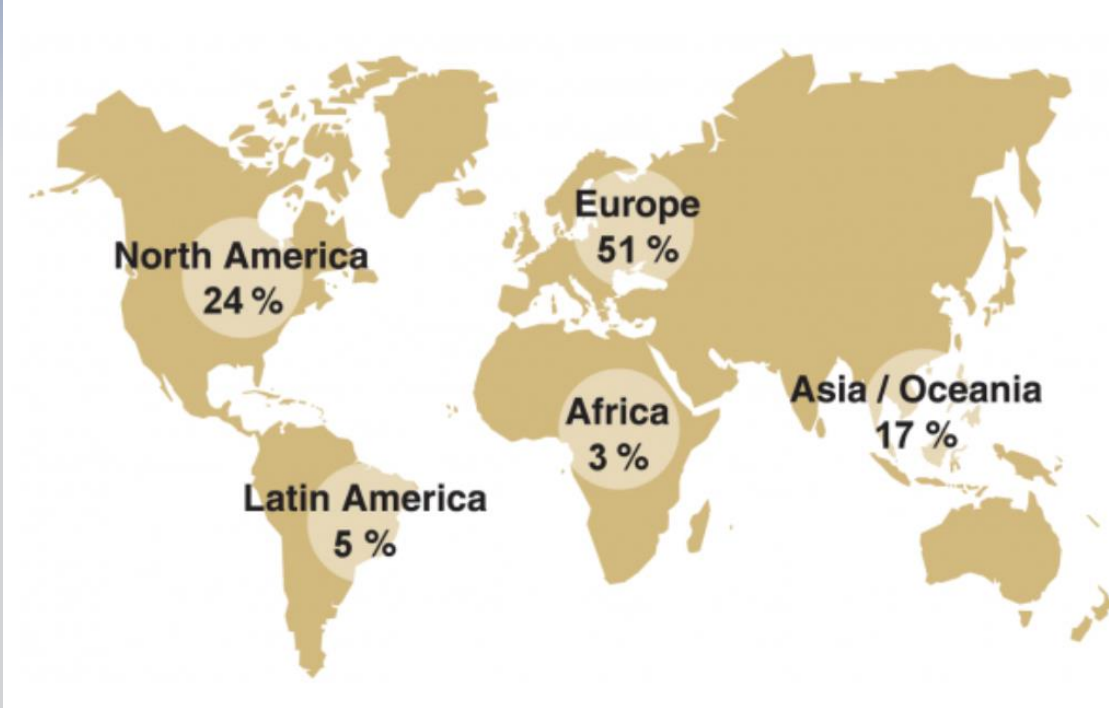 Europe
51 %
North America
24 %
Asia / Oceania
17 %
Africa
3 %
Latin America
5 %